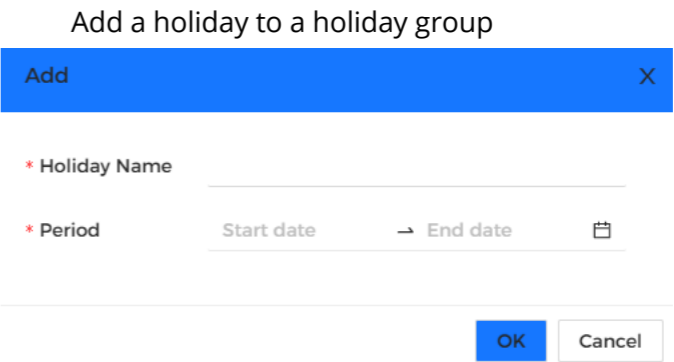 Add a holiday to a holiday group
Add X
* Holiday Name
* Period Start date → End date
OK Cancel